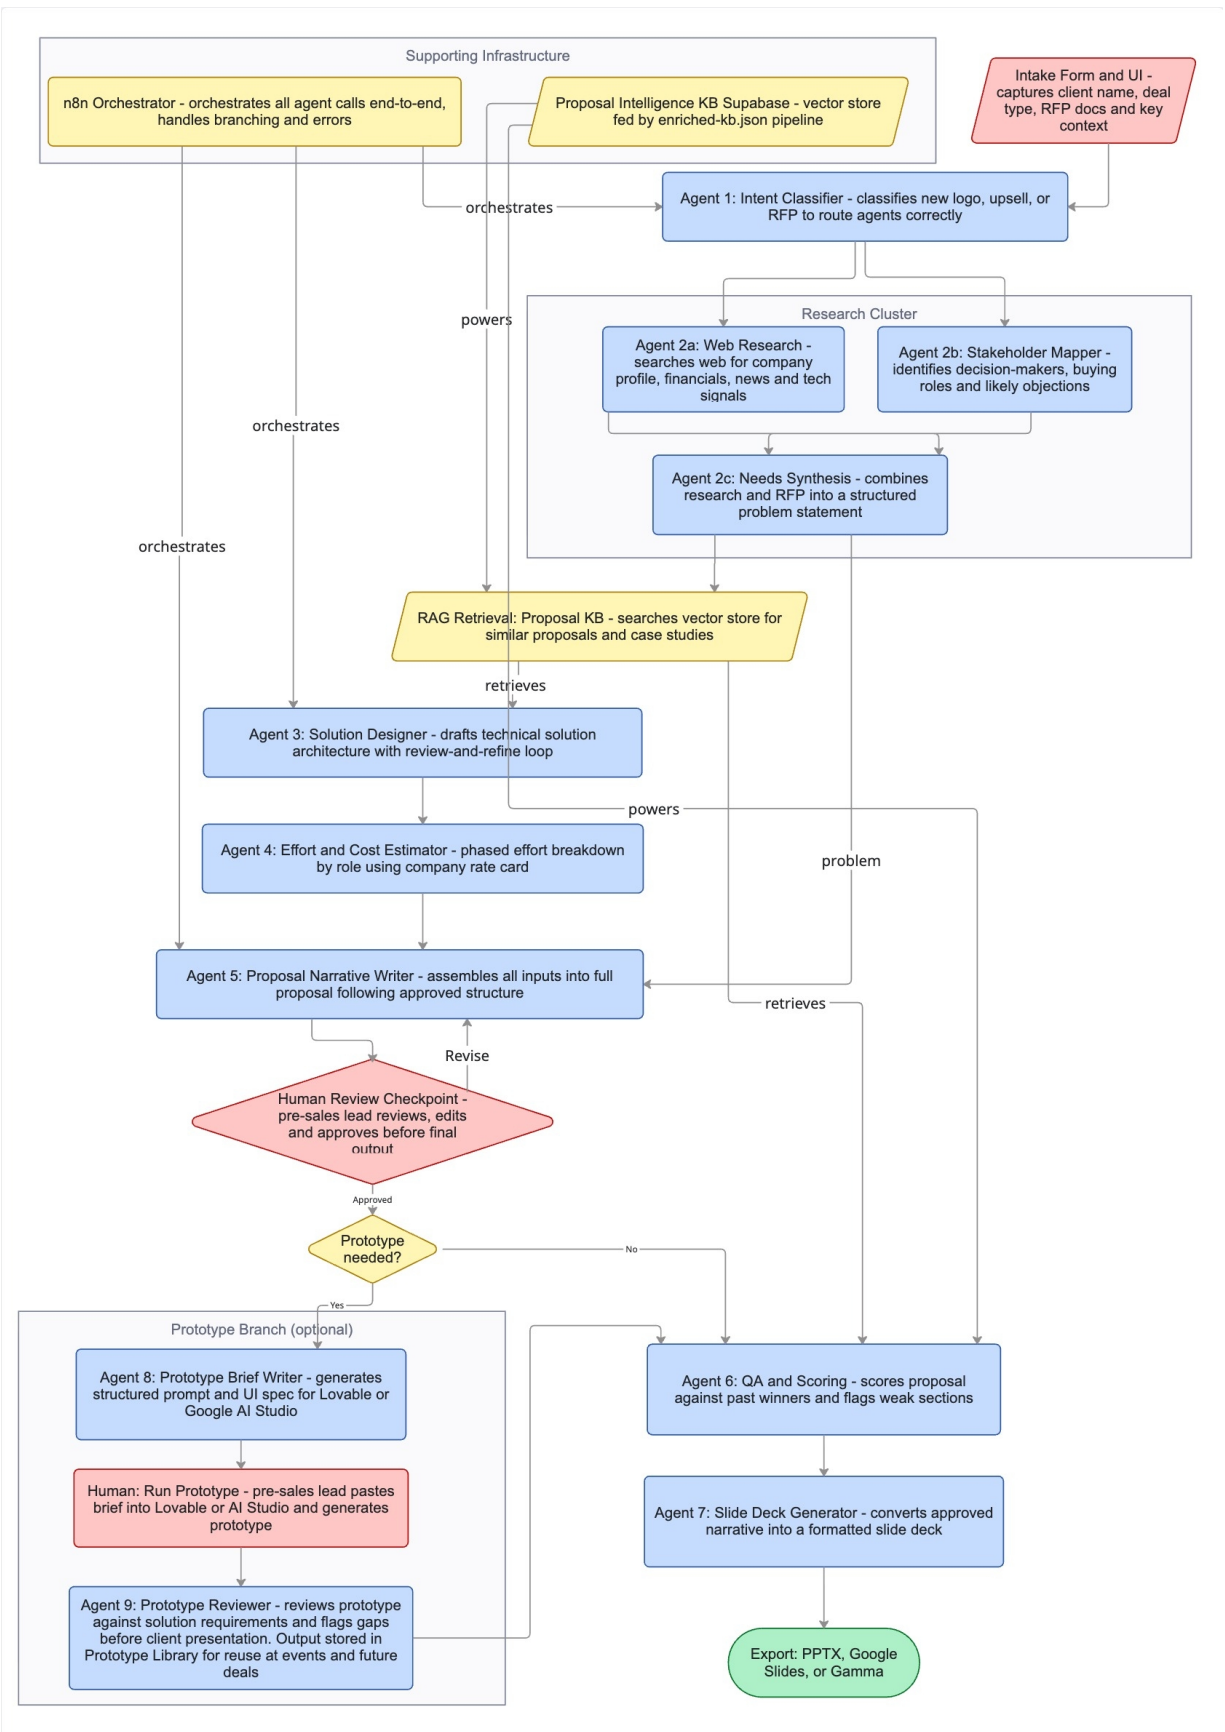 Supporting Infrastructure
n8n Orchestrator - orchestrates all agent calls end-to-end,
handles branching and errors
Proposal Intelligence KB Supabase - vector store
fed by enriched-kb.json pipeline
Intake Form and UI -
captures client name, deal
type, RFP docs and key
context
Agent 1: Intent Classifier - classifies new logo, upsell, or
RFP to route agents correctly
orchestrates
Research Cluster
powers
Agent 2a: Web Research -
searches web for company
profile, financials, news and tech
signals
Agent 2b: Stakeholder Mapper -
identifies decision-makers, buying
roles and likely objections
orchestrates
Agent 2c: Needs Synthesis - combines
research and RFP into a structured
problem statement
orchestrates
RAG Retrieval: Proposal KB - searches vector store for
similar proposals and case studies
retrieves
Agent 3: Solution Designer - drafts technical solution
architecture with review-and-refine loop
powers
Agent 4: Effort and Cost Estimator - phased effort breakdown
by role using company rate card
problem
Agent 5: Proposal Narrative Writer - assembles all inputs into full
proposal following approved structure
retrieves
Revise
Human Review Checkpoint -
pre-sales lead reviews, edits
and approves before final
output
Approved
Prototype
needed?
No
Yes
Prototype Branch (optional)
Agent 8: Prototype Brief Writer - generates
structured prompt and UI spec for Lovable or
Google AI Studio
Agent 6: QA and Scoring - scores proposal
against past winners and flags weak sections
Human: Run Prototype - pre-sales lead pastes
brief into Lovable or AI Studio and generates
prototype
Agent 7: Slide Deck Generator - converts approved
narrative into a formatted slide deck
Agent 9: Prototype Reviewer - reviews prototype
against solution requirements and flags gaps
before client presentation. Output stored in
Prototype Library for reuse at events and future
deals
Export: PPTX, Google
Slides, or Gamma